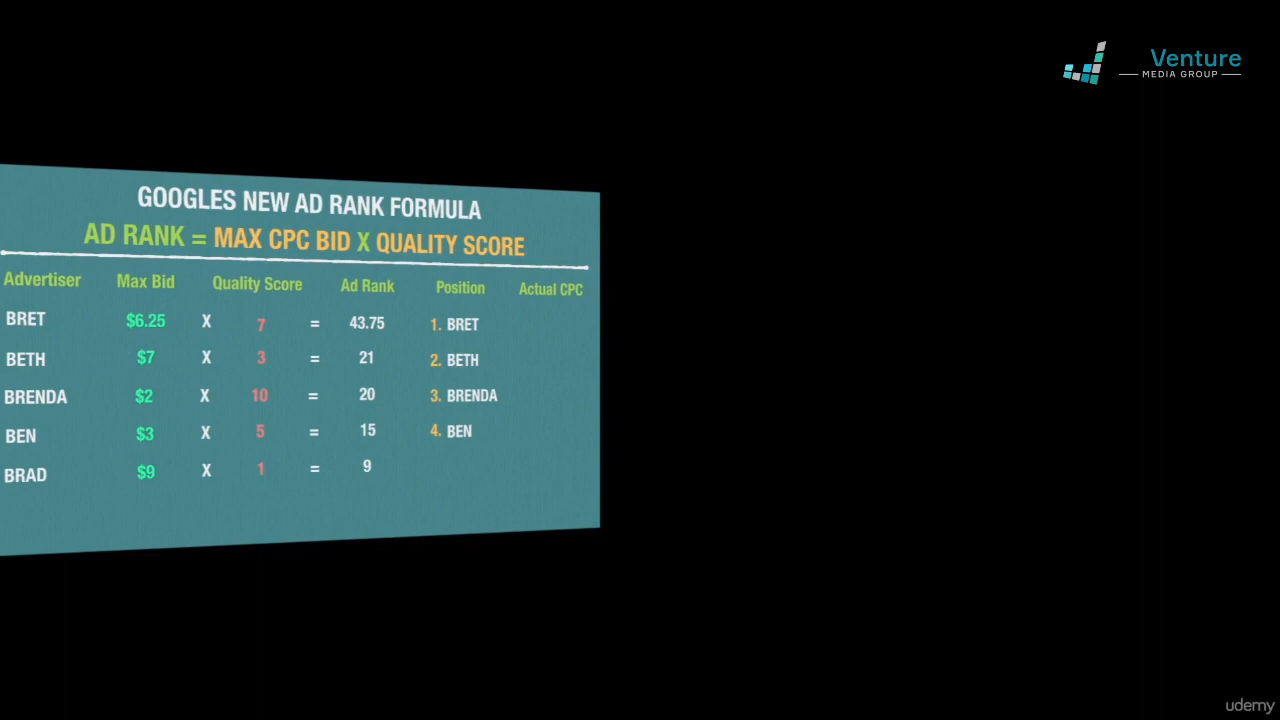 Venture
MEDIA GROUP
GOOGLES NEW AD RANK FORMULA
AD RANK = MAX CPC BID X QUALITY SCORE
Advertiser Max Bid Quality Score Ad Rank Position Actual CPC
BRET $6.25 X 7 = 43.75 1. BRET
BETH $7 X 3 = 21 2. BETH
BRENDA $2 X 10 = 20 3. BRENDA
BEN $3 X 5 = 15 4. BEN
BRAD $9 X 1 = 9
udemy